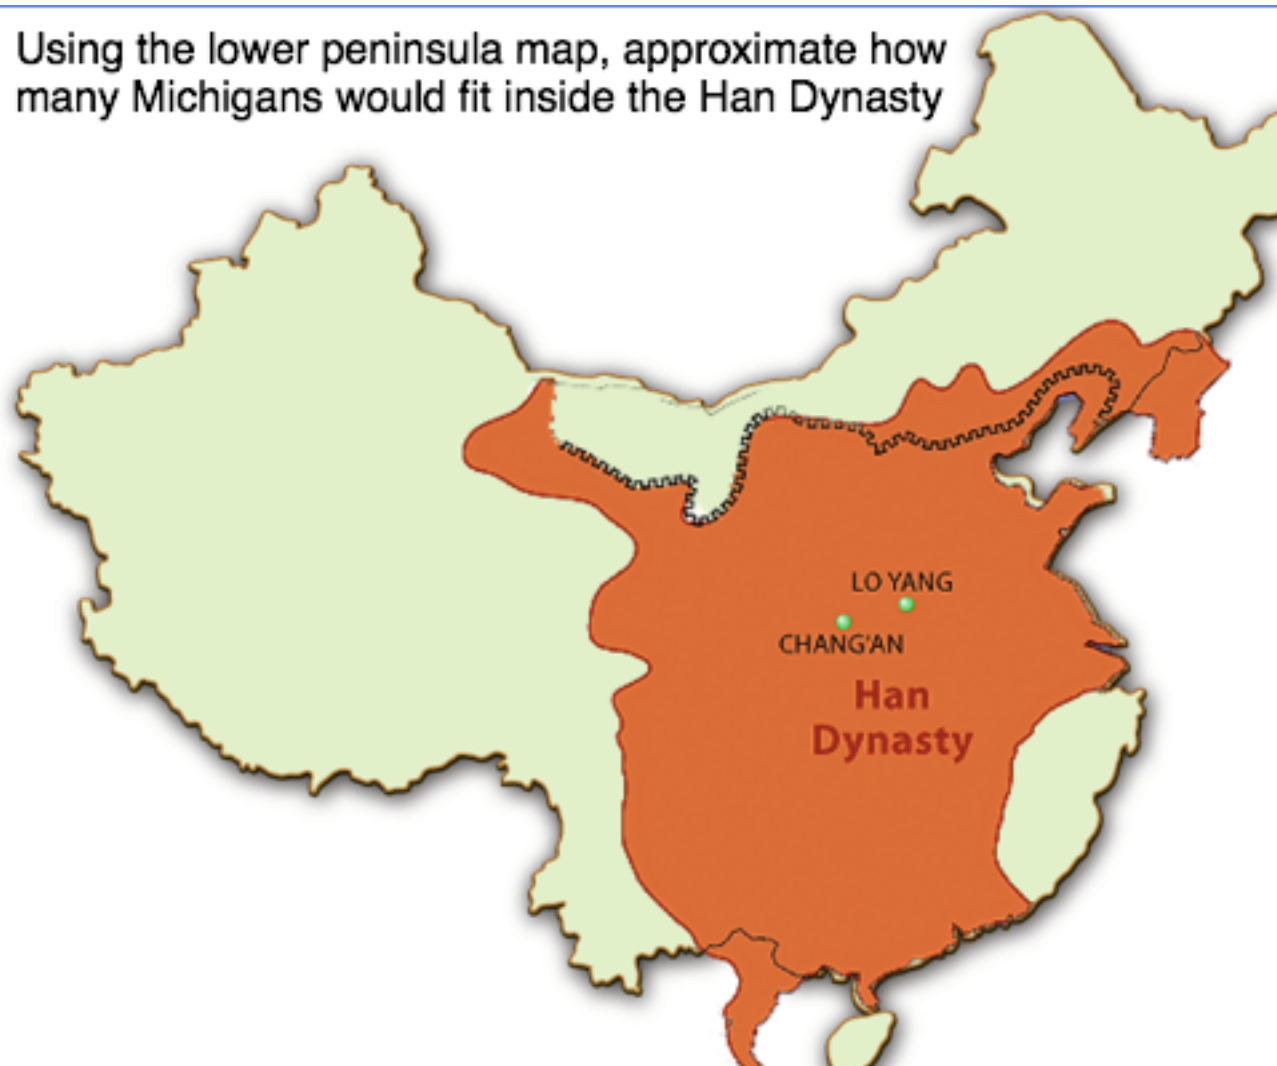 Using the lower peninsula map, approximate how
many Michigans would fit inside the Han Dynasty
LO YANG
CHANG'AN
Han
Dynasty